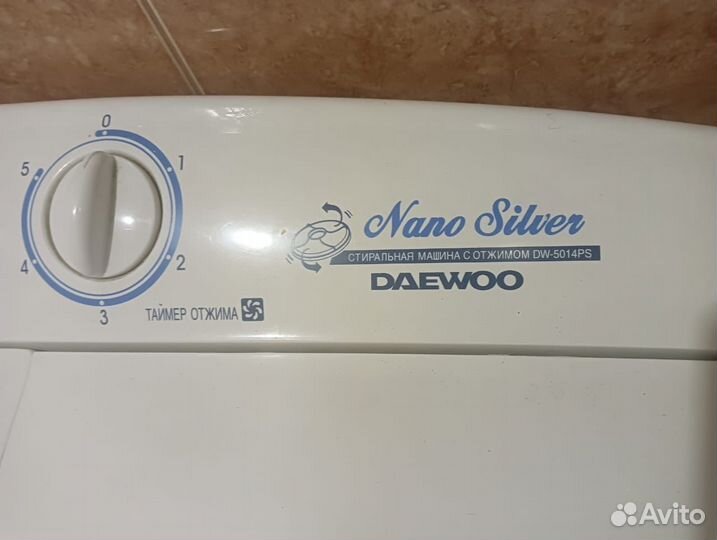 0
1
2
3
4
5
ТАЙМЕР ОТЖИМА
Nano Silver
СТИРАЛЬНАЯ МАШИНА С ОТЖИМОМ DW-5014PS
DAEWOO
Avito